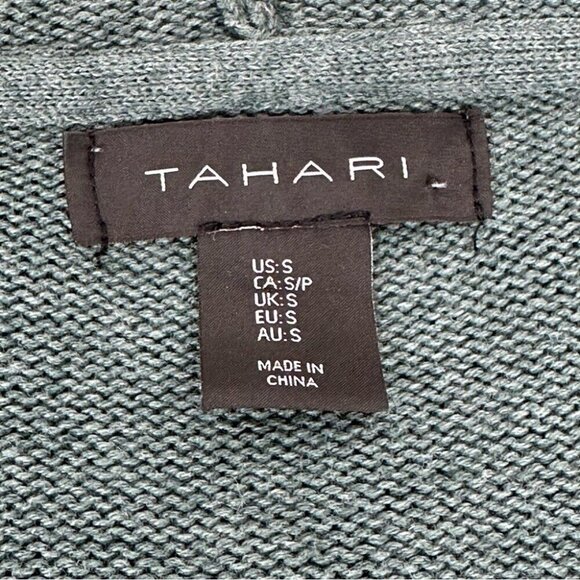 TAHARI
US: S
CA: S/P
UK: S
EU: S
AU: S
MADE IN
CHINA